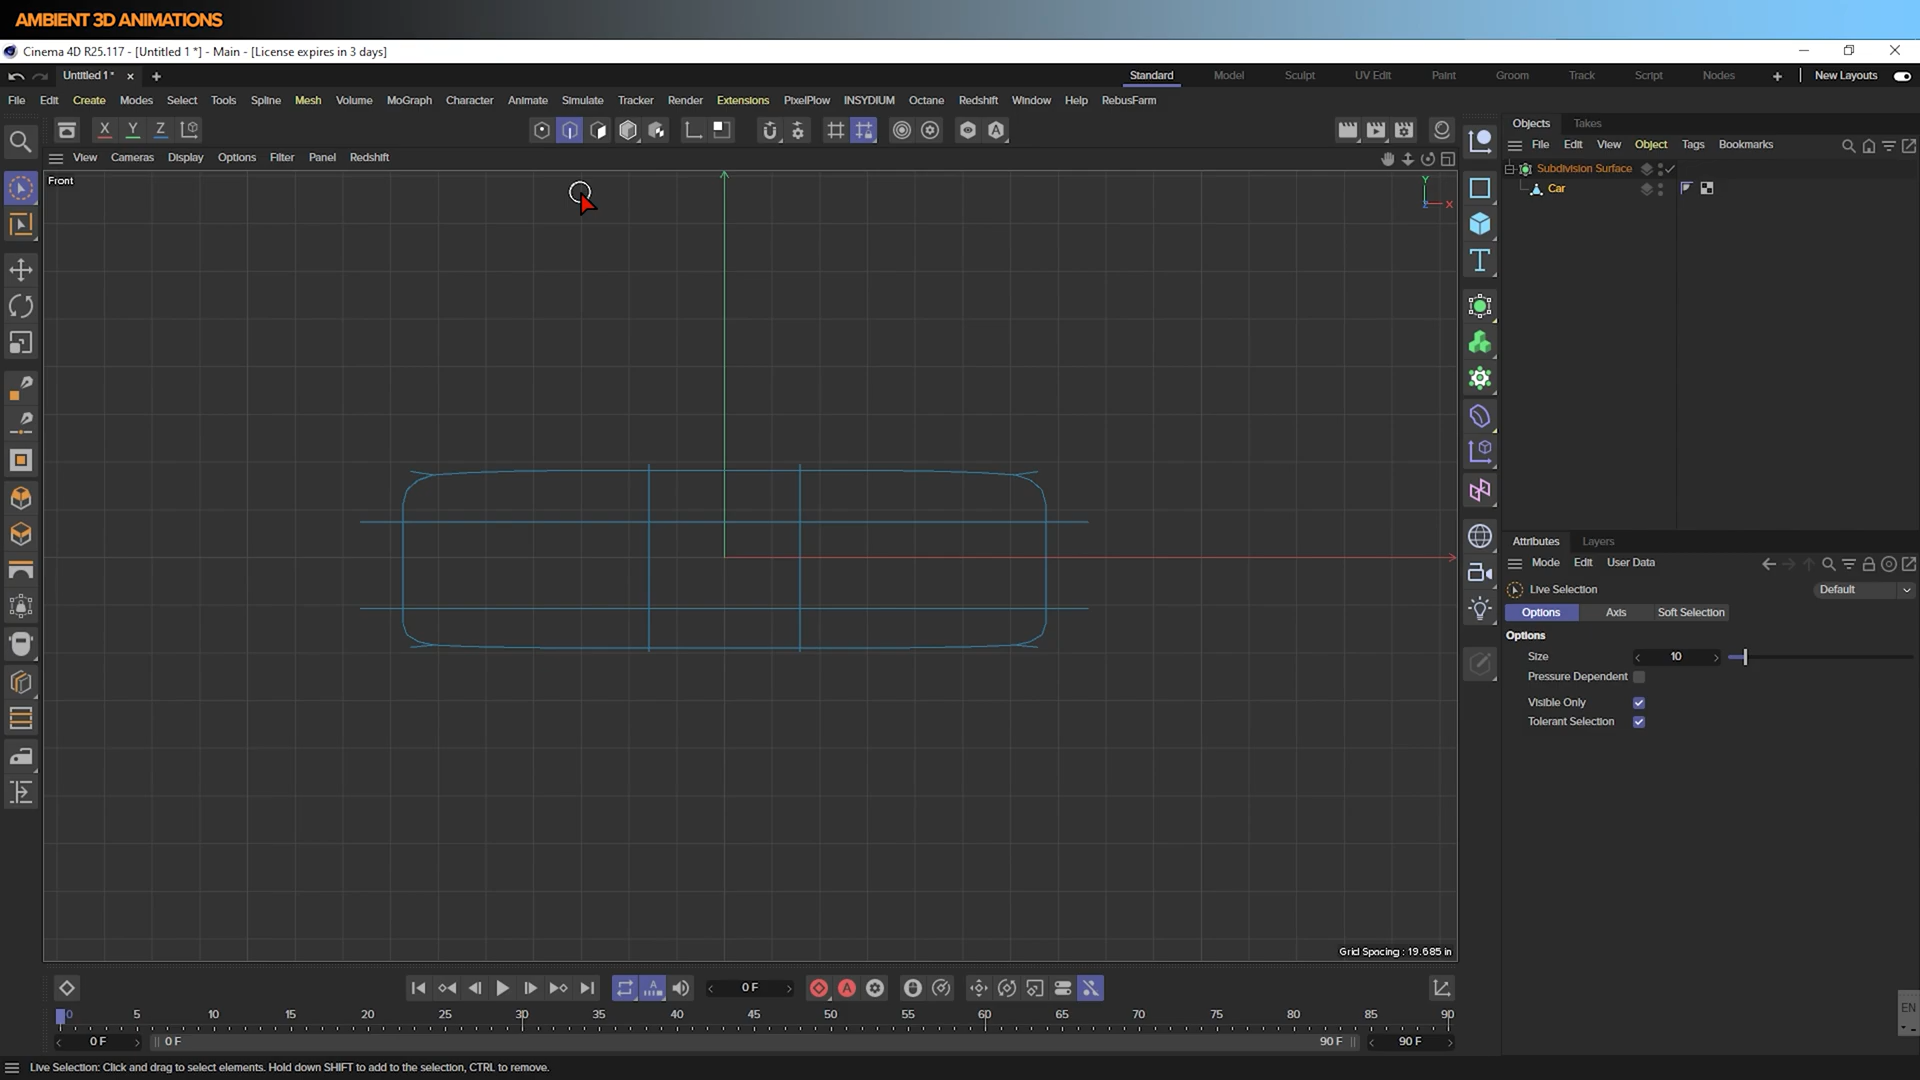 AMBIENT 3D ANIMATIONS
Cinema 4D R25.117 - [Untitled 1 *] - Main - [License expires in 3 days]
Untitled 1 *
Standard Model Sculpt UV Edit Paint Groom Track Script Nodes New Layouts
File Edit Create Modes Select Tools Spline Mesh Volume MoGraph Character Animate Simulate Tracker Render Extensions PixelPlow INSYDIUM Octane Redshift Window Help RebusFarm
X Y Z
Objects Takes
File Edit View Object Tags Bookmarks
View Cameras Display Options Filter Panel Redshift
Subdivision Surface
Front
Y
Car
X
Z
Attributes Layers
Mode Edit User Data
Live Selection
Default
Options Axis Soft Selection
Options
Size 10
Pressure Dependent
Visible Only
Tolerant Selection
Grid Spacing : 19.685 in
0 F
0 5 10 15 20 25 30 35 40 45 50 55 60 65 70 75 80 85 90
0 F 0 F 90 F 90 F
EN
Live Selection: Click and drag to select elements. Hold down SHIFT to add to the selection, CTRL to remove.